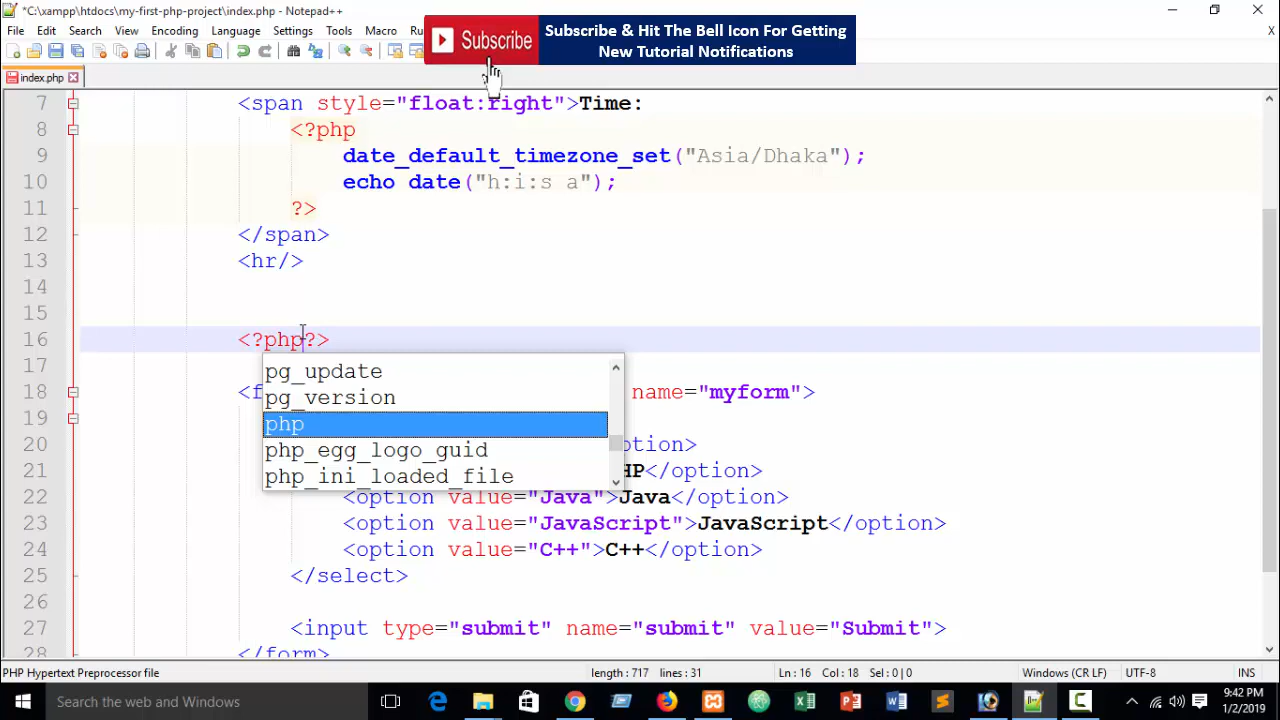 *C:\xampp\htdocs\my-first-php-project\index.php - Notepad++
File Edit Search View Encoding Language Settings Tools Macro Ru
Subscribe
Subscribe & Hit The Bell Icon For Getting
New Tutorial Notifications
index.php
7 <span style="float:right">Time:
8 <?php
9 date_default_timezone_set("Asia/Dhaka");
10 echo date("h:i:s a");
11 ?>
12 </span>
13 <hr/>
14
15
16 <?php?>
pg_update
pg_version
php
php_egg_logo_guid
php_ini_loaded_file
17
18 <f name="myform">
19
20 ption>
21 HP</option>
22 <option value="Java">Java</option>
23 <option value="JavaScript">JavaScript</option>
24 <option value="C++">C++</option>
25 </select>
26
27 <input type="submit" name="submit" value="Submit">
28 </form>
PHP Hypertext Preprocessor file length : 717 lines : 31 Ln : 16 Col : 18 Sel : 0 | 0 Windows (CR LF) UTF-8 INS
Search the web and Windows
9:42 PM
1/2/2019